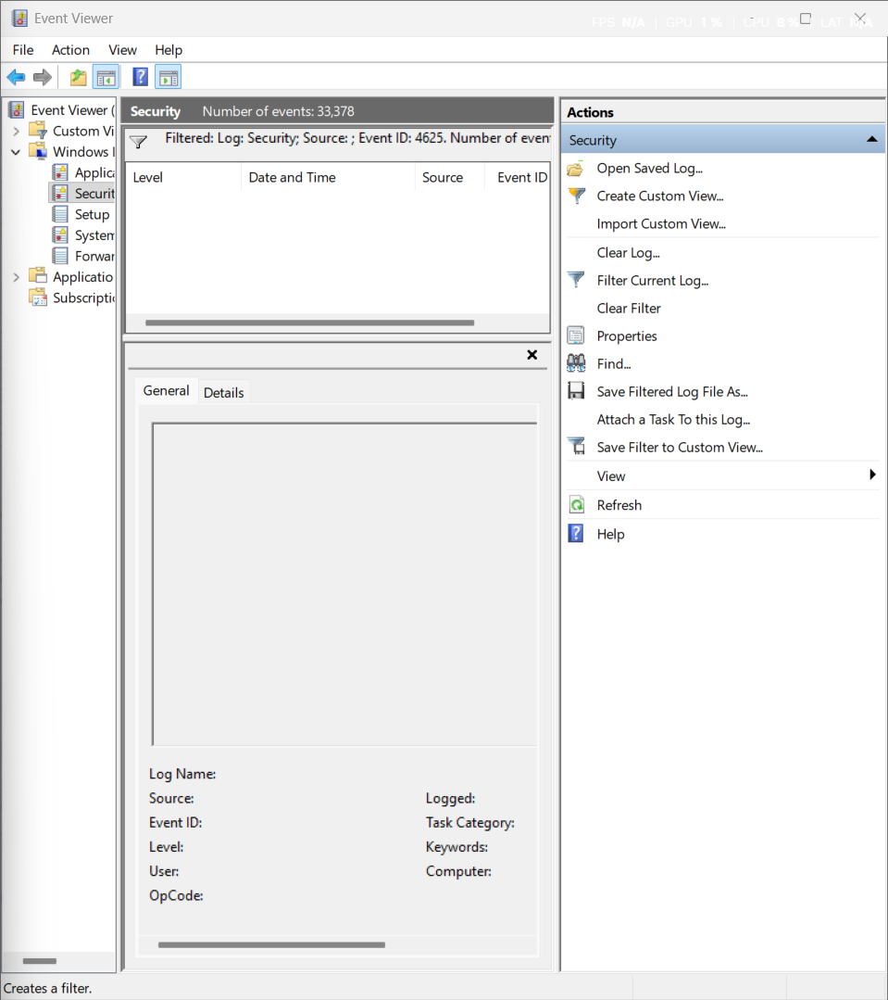 Event Viewer
FPS N/A | GPU 1 % | CPU 8 % | LAT N/A
File Action View Help
Event Viewer (
Custom Vi
Windows l
Applica
Securit
Setup
System
Forwar
Applicatio
Subscriptio
Security Number of events: 33,378
Filtered: Log: Security; Source: ; Event ID: 4625. Number of even
Level Date and Time Source Event ID
General Details
Log Name:
Source: Logged:
Event ID: Task Category:
Level: Keywords:
User: Computer:
OpCode:
Actions
Security
Open Saved Log...
Create Custom View...
Import Custom View...
Clear Log...
Filter Current Log...
Clear Filter
Properties
Find...
Save Filtered Log File As...
Attach a Task To this Log...
Save Filter to Custom View...
View
Refresh
Help
Creates a filter.